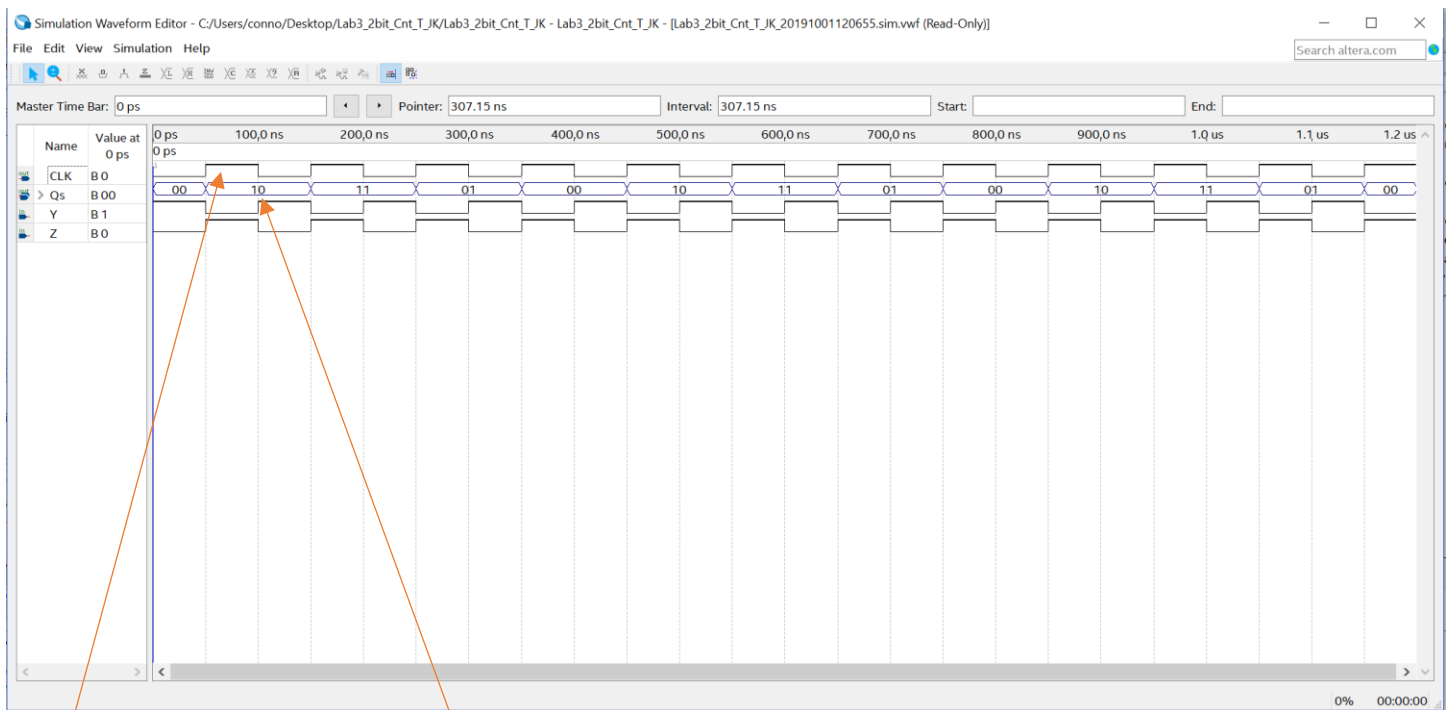 Simulation Waveform Editor - C:/Users/conno/Desktop/Lab3_2bit_Cnt_T_JK/Lab3_2bit_Cnt_T_JK - Lab3_2bit_Cnt_T_JK - [Lab3_2bit_Cnt_T_JK_20191001120655.sim.vwf (Read-Only)]
File Edit View Simulation Help
Search altera.com
Master Time Bar: 0 ps Pointer: 307.15 ns Interval: 307.15 ns Start: End:
Name Value at 0 ps
0 ps 100,0 ns 200,0 ns 300,0 ns 400,0 ns 500,0 ns 600,0 ns 700,0 ns 800,0 ns 900,0 ns 1.0 us 1.1 us 1.2 us
0 ps
CLK B 0
Qs B 00 00 10 11 01 00 10 11 01 00 10 11 01 00
Y B 1
Z B 0
0% 00:00:00